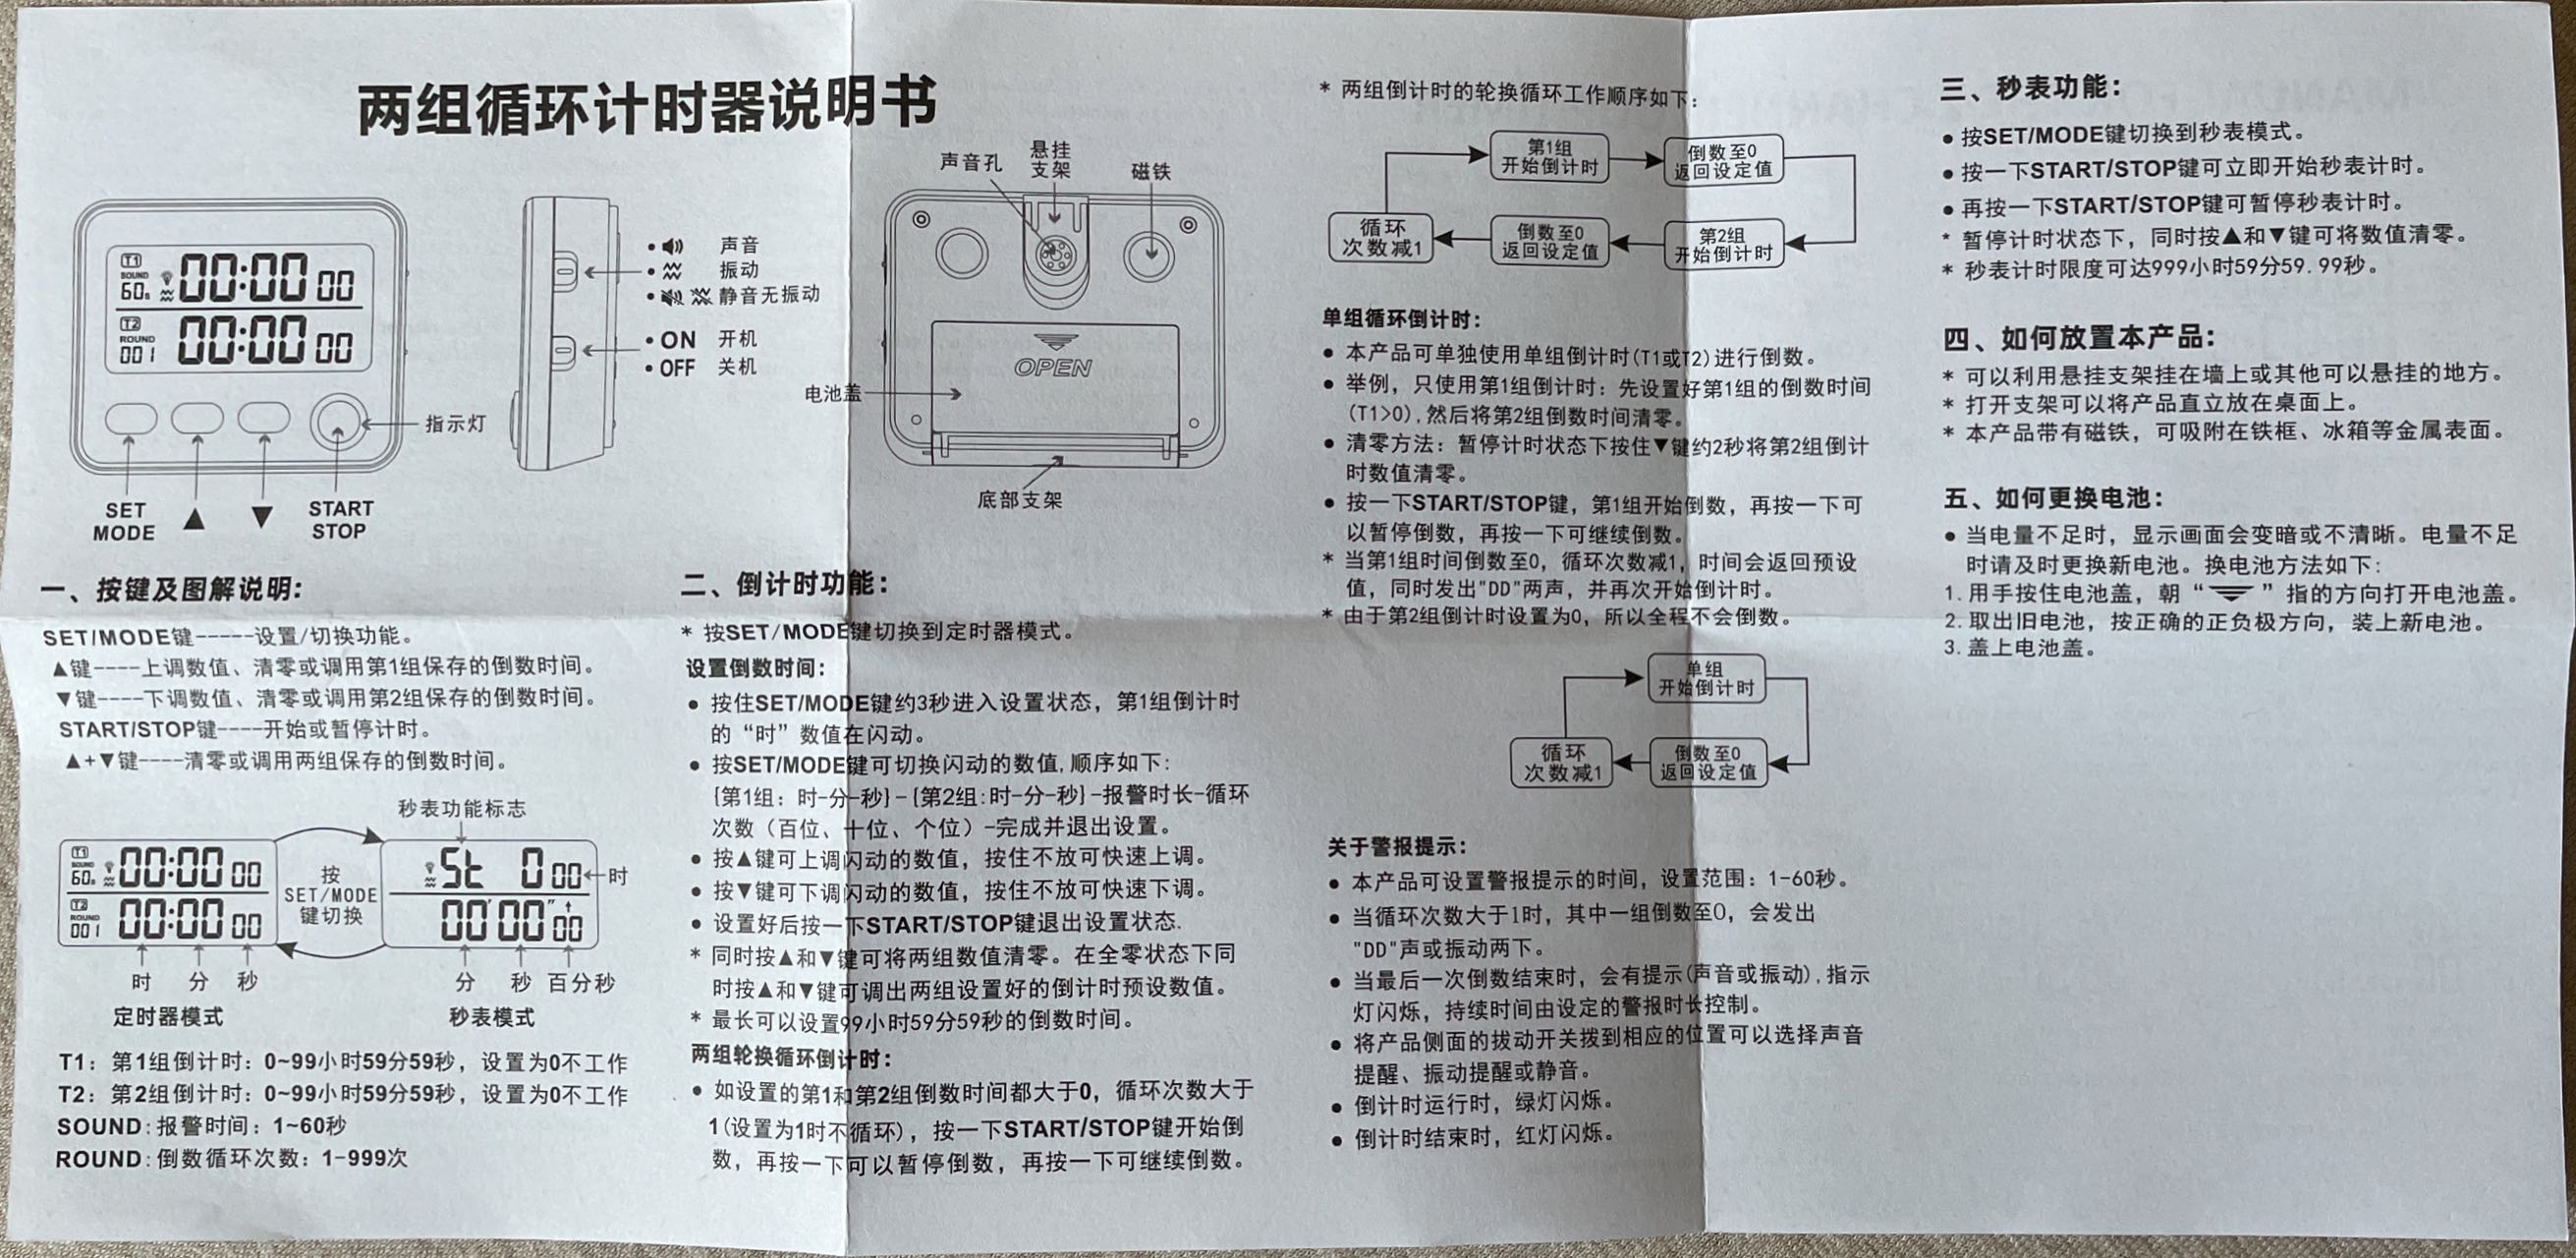 两组循环计时器说明书
T1
SOUND
60s
00:00 00
T2
ROUND
001
00:00 00
指示灯
SET
MODE
▲
▼
START
STOP
声音
振动
静音无振动
• ON 开机
• OFF 关机
声音孔
悬挂
支架
磁铁
OPEN
电池盖
底部支架
一、按键及图解说明:
SET/MODE键-----设置/切换功能。
▲键----上调数值、清零或调用第1组保存的倒数时间。
▼键----下调数值、清零或调用第2组保存的倒数时间。
START/STOP键----开始或暂停计时。
▲+▼键----清零或调用两组保存的倒数时间。
秒表功能标志
T1
SOUND
60s
00:00 00
T2
ROUND
001
00:00 00
按
SET/MODE
键切换
St 0 00
时
00' 00" 00
时 分 秒
分 秒 百分秒
定时器模式
秒表模式
T1: 第1组倒计时: 0~99小时59分59秒，设置为0不工作
T2: 第2组倒计时: 0~99小时59分59秒，设置为0不工作
SOUND: 报警时间: 1~60秒
ROUND: 倒数循环次数: 1-999次
二、倒计时功能:
* 按SET/MODE键切换到定时器模式。
设置倒数时间:
● 按住SET/MODE键约3秒进入设置状态，第1组倒计时
的“时”数值在闪动。
● 按SET/MODE键可切换闪动的数值,顺序如下:
{第1组: 时-分-秒}-{第2组:时-分-秒}-报警时长-循环
次数（百位、十位、个位）-完成并退出设置。
● 按▲键可上调闪动的数值，按住不放可快速上调。
● 按▼键可下调闪动的数值，按住不放可快速下调。
● 设置好后按一下START/STOP键退出设置状态.
* 同时按▲和▼键可将两组数值清零。在全零状态下同
时按▲和▼键可调出两组设置好的倒计时预设数值。
* 最长可以设置99小时59分59秒的倒数时间。
两组轮换循环倒计时:
● 如设置的第1和第2组倒数时间都大于0，循环次数大于
1(设置为1时不循环)，按一下START/STOP键开始倒
数，再按一下可以暂停倒数，再按一下可继续倒数。
* 两组倒计时的轮换循环工作顺序如下:
第1组
开始倒计时
倒数至0
返回设定值
循环
次数减1
倒数至0
返回设定值
第2组
开始倒计时
单组循环倒计时:
● 本产品可单独使用单组倒计时(T1或T2)进行倒数。
● 举例，只使用第1组倒计时: 先设置好第1组的倒数时间
(T1>0),然后将第2组倒数时间清零。
● 清零方法: 暂停计时状态下按住▼键约2秒将第2组倒计
时数值清零。
● 按一下START/STOP键，第1组开始倒数，再按一下可
以暂停倒数，再按一下可继续倒数。
* 当第1组时间倒数至0，循环次数减1，时间会返回预设
值，同时发出"DD"两声，并再次开始倒计时。
* 由于第2组倒计时设置为0，所以全程不会倒数。
单组
开始倒计时
循环
次数减1
倒数至0
返回设定值
关于警报提示:
● 本产品可设置警报提示的时间，设置范围: 1-60秒。
● 当循环次数大于1时，其中一组倒数至0，会发出
"DD"声或振动两下。
● 当最后一次倒数结束时，会有提示(声音或振动),指示
灯闪烁，持续时间由设定的警报时长控制。
● 将产品侧面的拨动开关拨到相应的位置可以选择声音
提醒、振动提醒或静音。
● 倒计时运行时，绿灯闪烁。
● 倒计时结束时，红灯闪烁。
三、秒表功能:
● 按SET/MODE键切换到秒表模式。
● 按一下START/STOP键可立即开始秒表计时。
● 再按一下START/STOP键可暂停秒表计时。
* 暂停计时状态下，同时按▲和▼键可将数值清零。
* 秒表计时限度可达999小时59分59.99秒。
四、如何放置本产品:
* 可以利用悬挂支架挂在墙上或其他可以悬挂的地方。
* 打开支架可以将产品直立放在桌面上。
* 本产品带有磁铁，可吸附在铁框、冰箱等金属表面。
五、如何更换电池:
● 当电量不足时，显示画面会变暗或不清晰。电量不足
时请及时更换新电池。换电池方法如下:
1.用手按住电池盖，朝“ ”指的方向打开电池盖。
2.取出旧电池，按正确的正负极方向，装上新电池。
3.盖上电池盖。